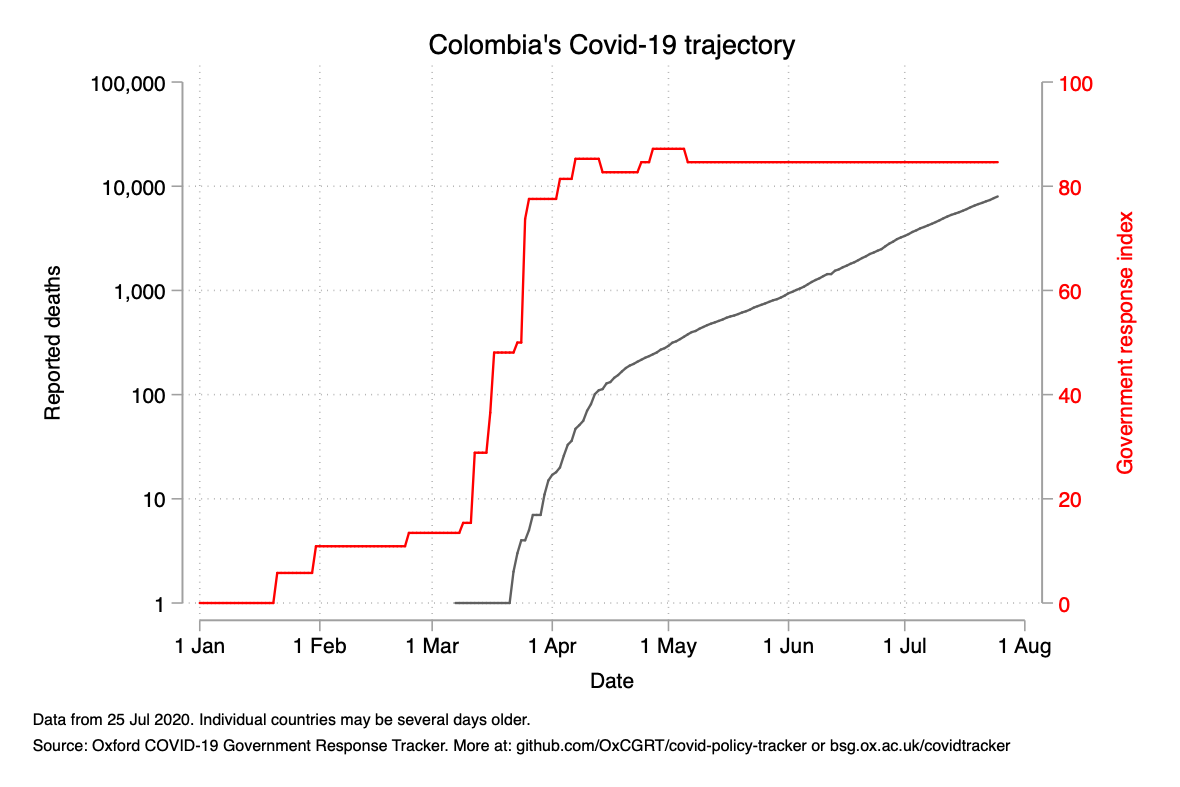 Colombia's Covid-19 trajectory
100,000
10,000
1,000
100
10
1
Reported deaths
100
80
60
40
20
0
Government response index
1 Jan 1 Feb 1 Mar 1 Apr 1 May 1 Jun 1 Jul 1 Aug
Date
Data from 25 Jul 2020. Individual countries may be several days older.
Source: Oxford COVID-19 Government Response Tracker. More at: github.com/OxCGRT/covid-policy-tracker or bsg.ox.ac.uk/covidtracker